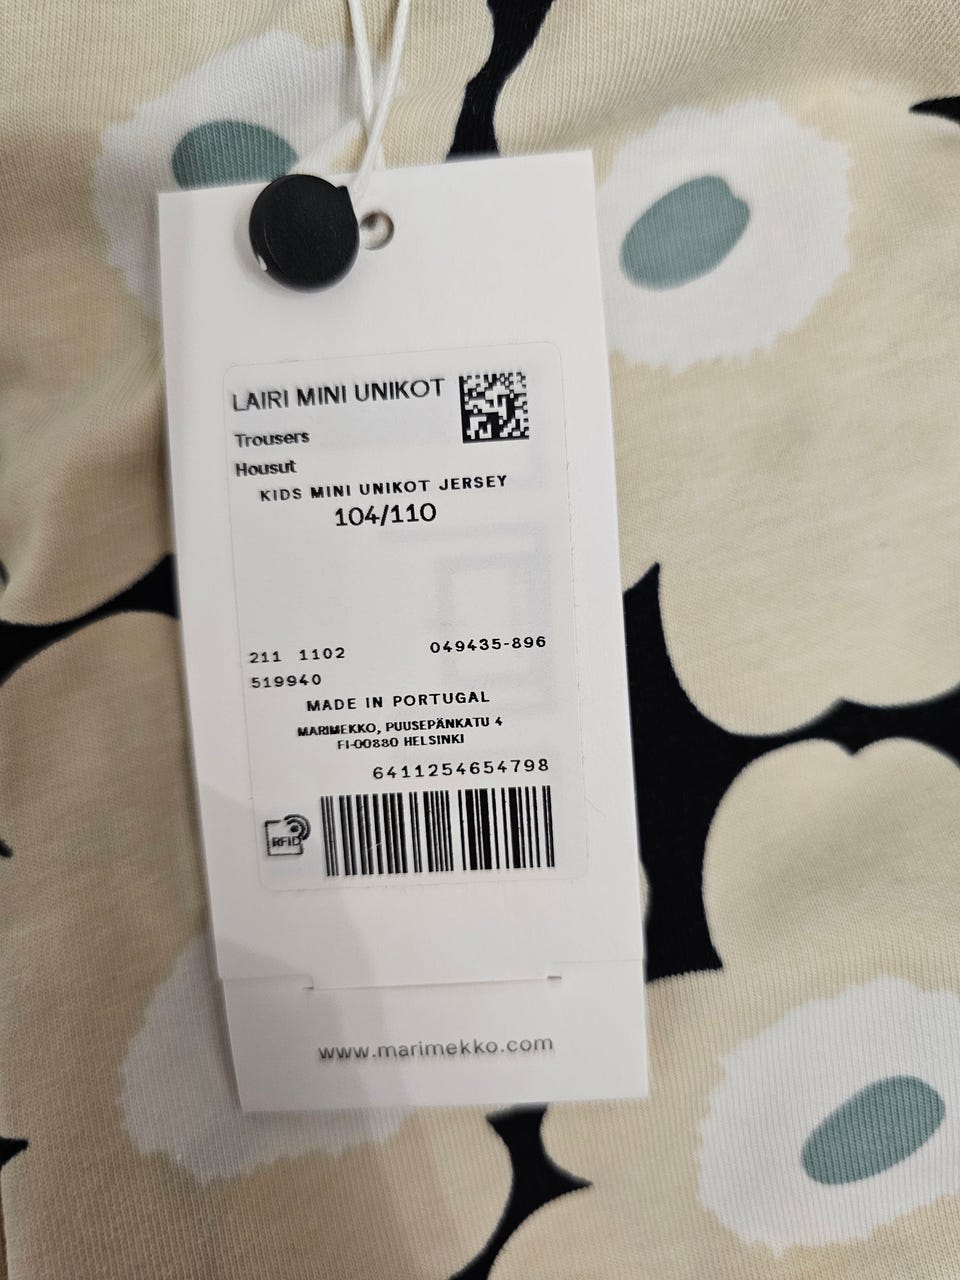 LAIRI MINI UNIKOT
Trousers
Housut
KIDS MINI UNIKOT JERSEY
104/110
211 1102 049435-896
519940
MADE IN PORTUGAL
MARIMEKKO, PUUSEPÄNKATU 4
FI-00880 HELSINKI
6411254654798
RFID
www.marimekko.com